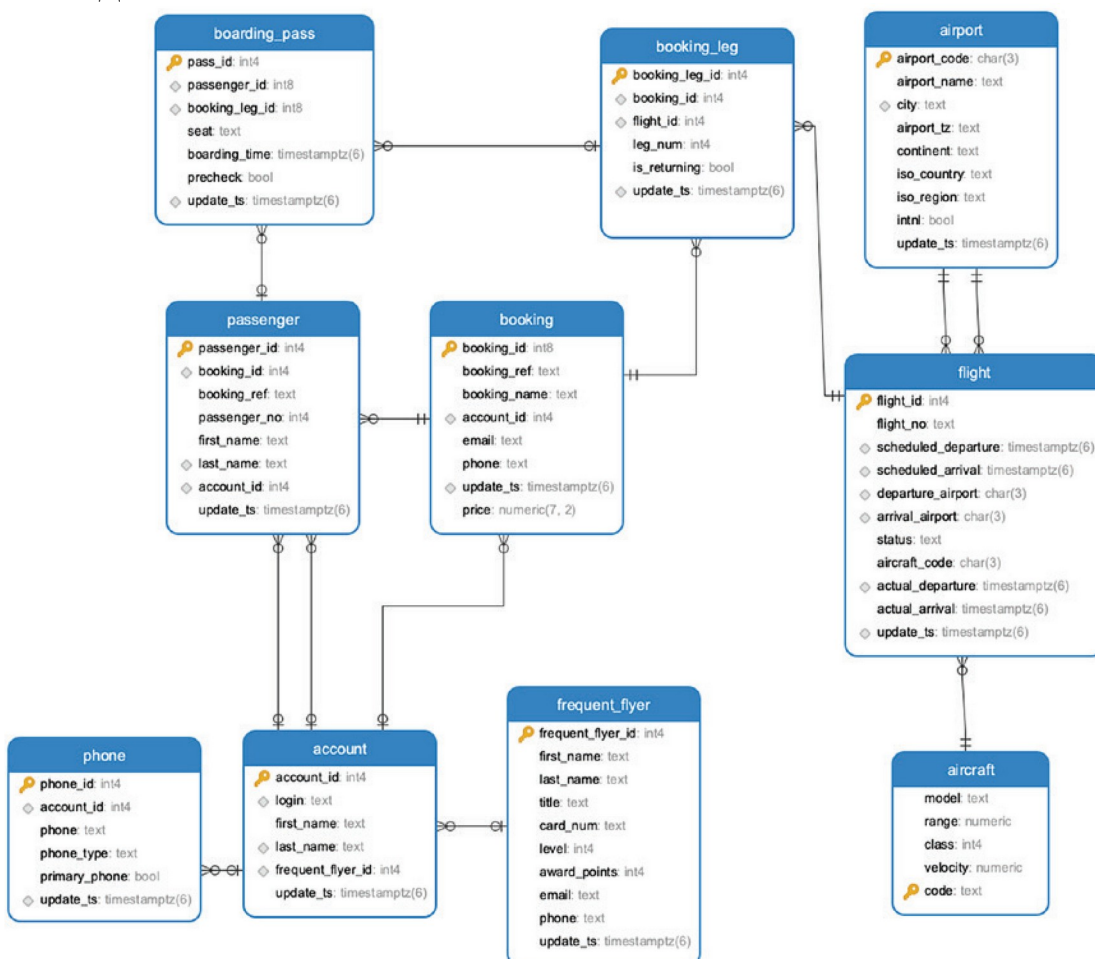 boarding_pass
pass_id: int4
passenger_id: int8
booking_leg_id: int8
seat: text
boarding_time: timestamptz(6)
precheck: bool
update_ts: timestamptz(6)
booking_leg
booking_leg_id: int4
booking_id: int4
flight_id: int4
leg_num: int4
is_returning: bool
update_ts: timestamptz(6)
airport
airport_code: char(3)
airport_name: text
city: text
airport_tz: text
continent: text
iso_country: text
iso_region: text
intnl: bool
update_ts: timestamptz(6)
passenger
passenger_id: int4
booking_id: int4
booking_ref: text
passenger_no: int4
first_name: text
last_name: text
account_id: int4
update_ts: timestamptz(6)
booking
booking_id: int8
booking_ref: text
booking_name: text
account_id: int4
email: text
phone: text
update_ts: timestamptz(6)
price: numeric(7, 2)
flight
flight_id: int4
flight_no: text
scheduled_departure: timestamptz(6)
scheduled_arrival: timestamptz(6)
departure_airport: char(3)
arrival_airport: char(3)
status: text
aircraft_code: char(3)
actual_departure: timestamptz(6)
actual_arrival: timestamptz(6)
update_ts: timestamptz(6)
phone
phone_id: int4
account_id: int4
phone: text
phone_type: text
primary_phone: bool
update_ts: timestamptz(6)
account
account_id: int4
login: text
first_name: text
last_name: text
frequent_flyer_id: int4
update_ts: timestamptz(6)
frequent_flyer
frequent_flyer_id: int4
first_name: text
last_name: text
title: text
card_num: text
level: int4
award_points: int4
email: text
phone: text
update_ts: timestamptz(6)
aircraft
model: text
range: numeric
class: int4
velocity: numeric
code: text